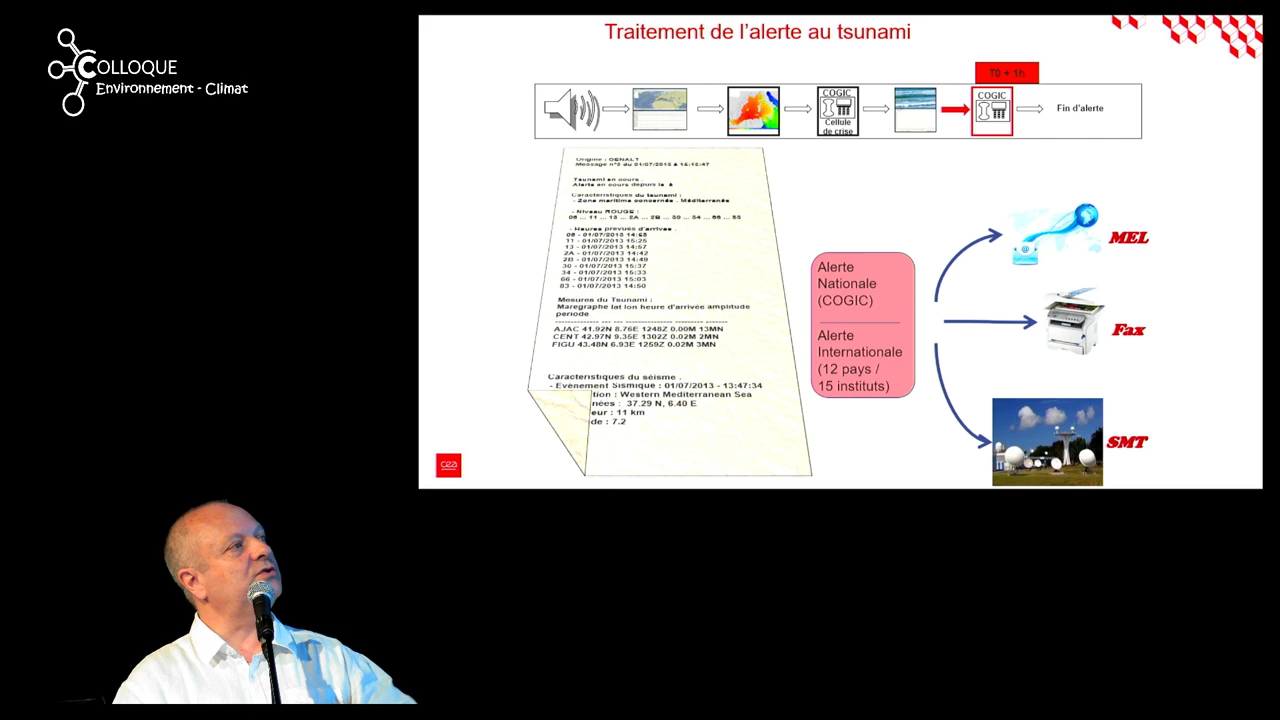 COLLOQUE
Environnement - Climat
Traitement de l'alerte au tsunami
T0 + 1h
COGIC
Cellule
de crise
COGIC
Fin d'alerte
Origine : CENALT
Message n°2 du 01/07/2013 à 15:10:47
Tsunami en cours .
Alerte en cours depuis le à
Caractéristiques du tsunami :
- Zone maritime concernée . Méditerranée
- Niveau ROUGE :
06 ... 11 ... 13 ... 2A ... 2B ... 30 ... 34 ... 66 ... 83
- Heures prévues d'arrivée .
06 - 01/07/2013
11 - 01/07/2013 15:25
13 - 01/07/2013 14:57
2A - 01/07/2013 14:42
2B - 01/07/2013 14:49
30 - 01/07/2013 15:37
34 - 01/07/2013 15:33
66 - 01/07/2013 15:03
83 - 01/07/2013 14:50
Mesures du Tsunami :
Maregraphe lat lon heure d'arrivée amplitude
période
AJAC 41.92N 8.76E 1248Z 0.00M 13MN
CENT 42.97N 9.35E 1302Z 0.02M 2MN
FIGU 43.48N 6.93E 1259Z 0.02M 3MN
Caractéristiques du séisme .
- Evènement Sismique : 01/07/2013 - 13:47:34
tion : Western Mediterranean Sea
nées : 37.29 N, 6.40 E
eur : 11 km
de : 7.2
Alerte
Nationale
(COGIC)
Alerte
Internationale
(12 pays /
15 instituts)
MEL
Fax
SMT
cea